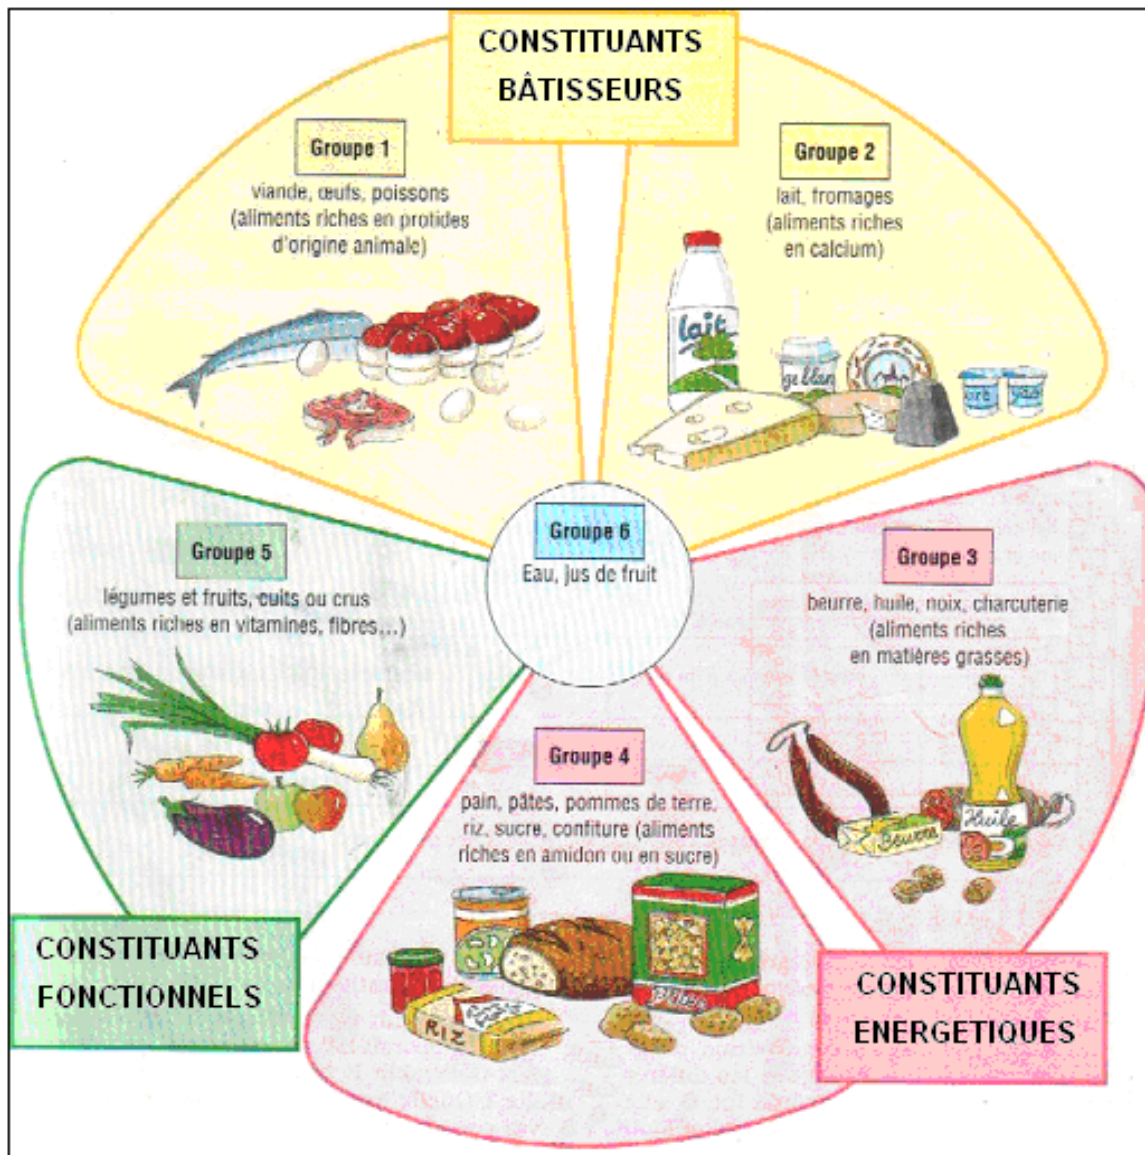 CONSTITUANTS
BÂTISSEURS
Groupe 1
viande, œufs, poissons
(aliments riches en protides
d'origine animale)
Groupe 2
lait, fromages
(aliments riches
en calcium)
lait
ge blan
Groupe 6
Eau, jus de fruit
Groupe 5
légumes et fruits, cuits ou crus
(aliments riches en vitamines, fibres...)
Groupe 3
beurre, huile, noix, charcuterie
(aliments riches
en matières grasses)
Huile
Beurre
Groupe 4
pain, pâtes, pommes de terre,
riz, sucre, confiture (aliments
riches en amidon ou en sucre)
pâtes
RIZ
CONSTITUANTS
FONCTIONNELS
CONSTITUANTS
ENERGETIQUES